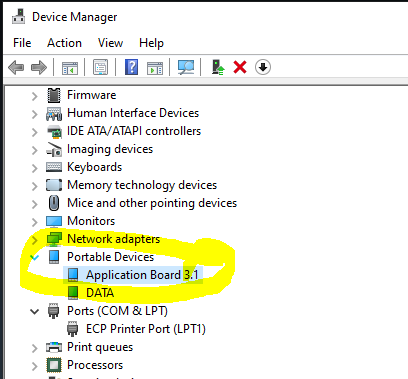 Device Manager
File Action View Help
Firmware
Human Interface Devices
IDE ATA/ATAPI controllers
Imaging devices
Keyboards
Memory technology devices
Mice and other pointing devices
Monitors
Network adapters
Portable Devices
Application Board 3.1
DATA
Ports (COM & LPT)
ECP Printer Port (LPT1)
Print queues
Processors